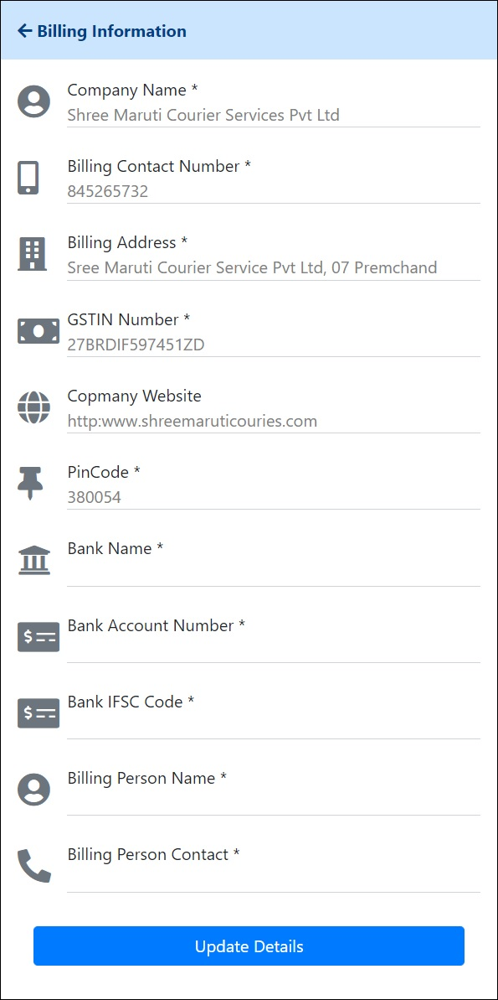 Billing Information
Company Name *
Shree Maruti Courier Services Pvt Ltd
Billing Contact Number *
845265732
Billing Address *
Sree Maruti Courier Service Pvt Ltd, 07 Premchand
GSTIN Number *
27BRDIF597451ZD
Copmany Website
http:www.shreemaruticouries.com
PinCode *
380054
Bank Name *
Bank Account Number *
Bank IFSC Code *
Billing Person Name *
Billing Person Contact *
Update Details